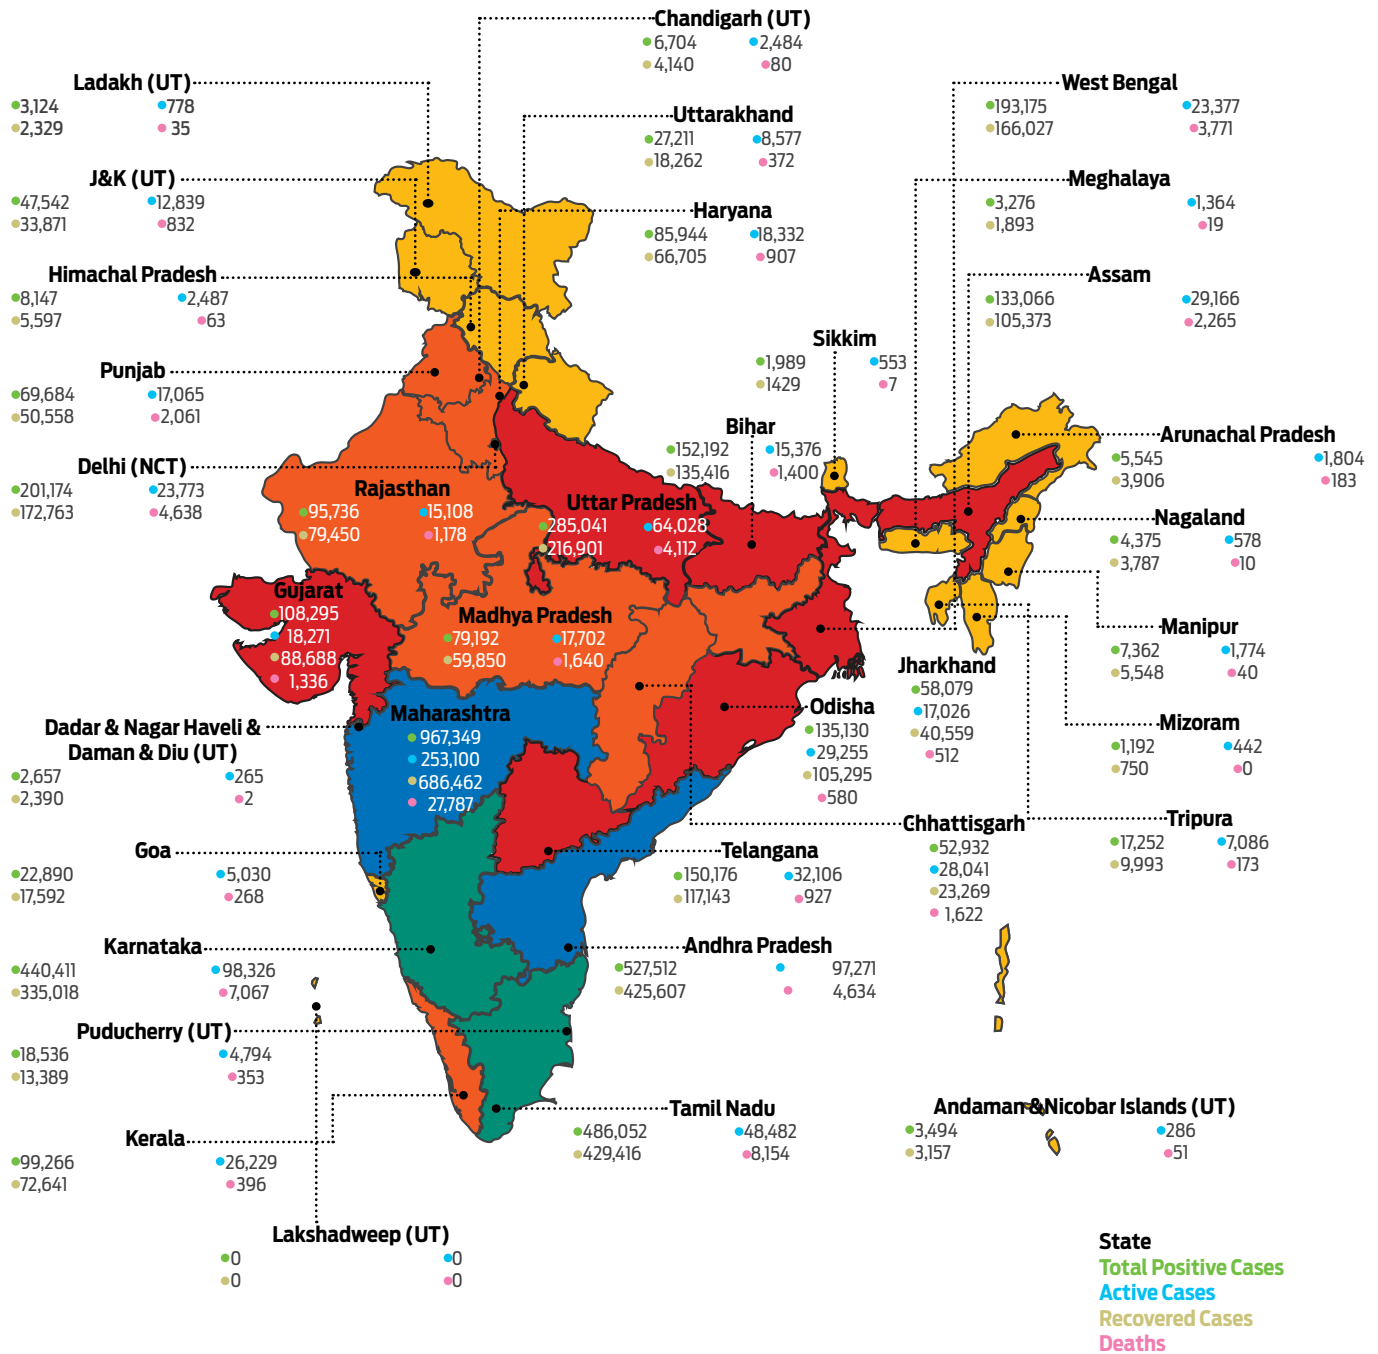 Chandigarh (UT)
6,704 2,484
4,140 80
Ladakh (UT)
3,124 778
2,329 35
West Bengal
193,175 23,377
166,027 3,771
Uttarakhand
27,211 8,577
18,262 372
J&K (UT)
47,542 12,839
33,871 832
Meghalaya
3,276 1,364
1,893 19
Haryana
85,944 18,332
66,705 907
Himachal Pradesh
8,147 2,487
5,597 63
Assam
133,066 29,166
105,373 2,265
Sikkim
1,989 553
1429 7
Punjab
69,684 17,065
50,558 2,061
Bihar
152,192 15,376
135,416 1,400
Arunachal Pradesh
5,545 1,804
3,906 183
Delhi (NCT)
201,174 23,773
172,763 4,638
Rajasthan
95,736 15,108
79,450 1,178
Uttar Pradesh
285,041 64,028
216,901 4,112
Nagaland
4,375 578
3,787 10
Gujarat
108,295
18,271
88,688
1,336
Madhya Pradesh
79,192 17,702
59,850 1,640
Manipur
7,362 1,774
5,548 40
Jharkhand
58,079
17,026
40,559
512
Odisha
135,130
29,255
105,295
580
Maharashtra
967,349
253,100
686,462
27,787
Dadar & Nagar Haveli &
Daman & Diu (UT)
2,657 265
2,390 2
Mizoram
1,192 442
750 0
Tripura
17,252 7,086
9,993 173
Chhattisgarh
52,932
28,041
23,269
1,622
Goa
22,890 5,030
17,592 268
Telangana
150,176 32,106
117,143 927
Karnataka
440,411 98,326
335,018 7,067
Andhra Pradesh
527,512 97,271
425,607 4,634
Puducherry (UT)
18,536 4,794
13,389 353
Tamil Nadu
486,052 48,482
429,416 8,154
Andaman &Nicobar Islands (UT)
3,494 286
3,157 51
Kerala
99,266 26,229
72,641 396
Lakshadweep (UT)
0 0
0 0
State
Total Positive Cases
Active Cases
Recovered Cases
Deaths